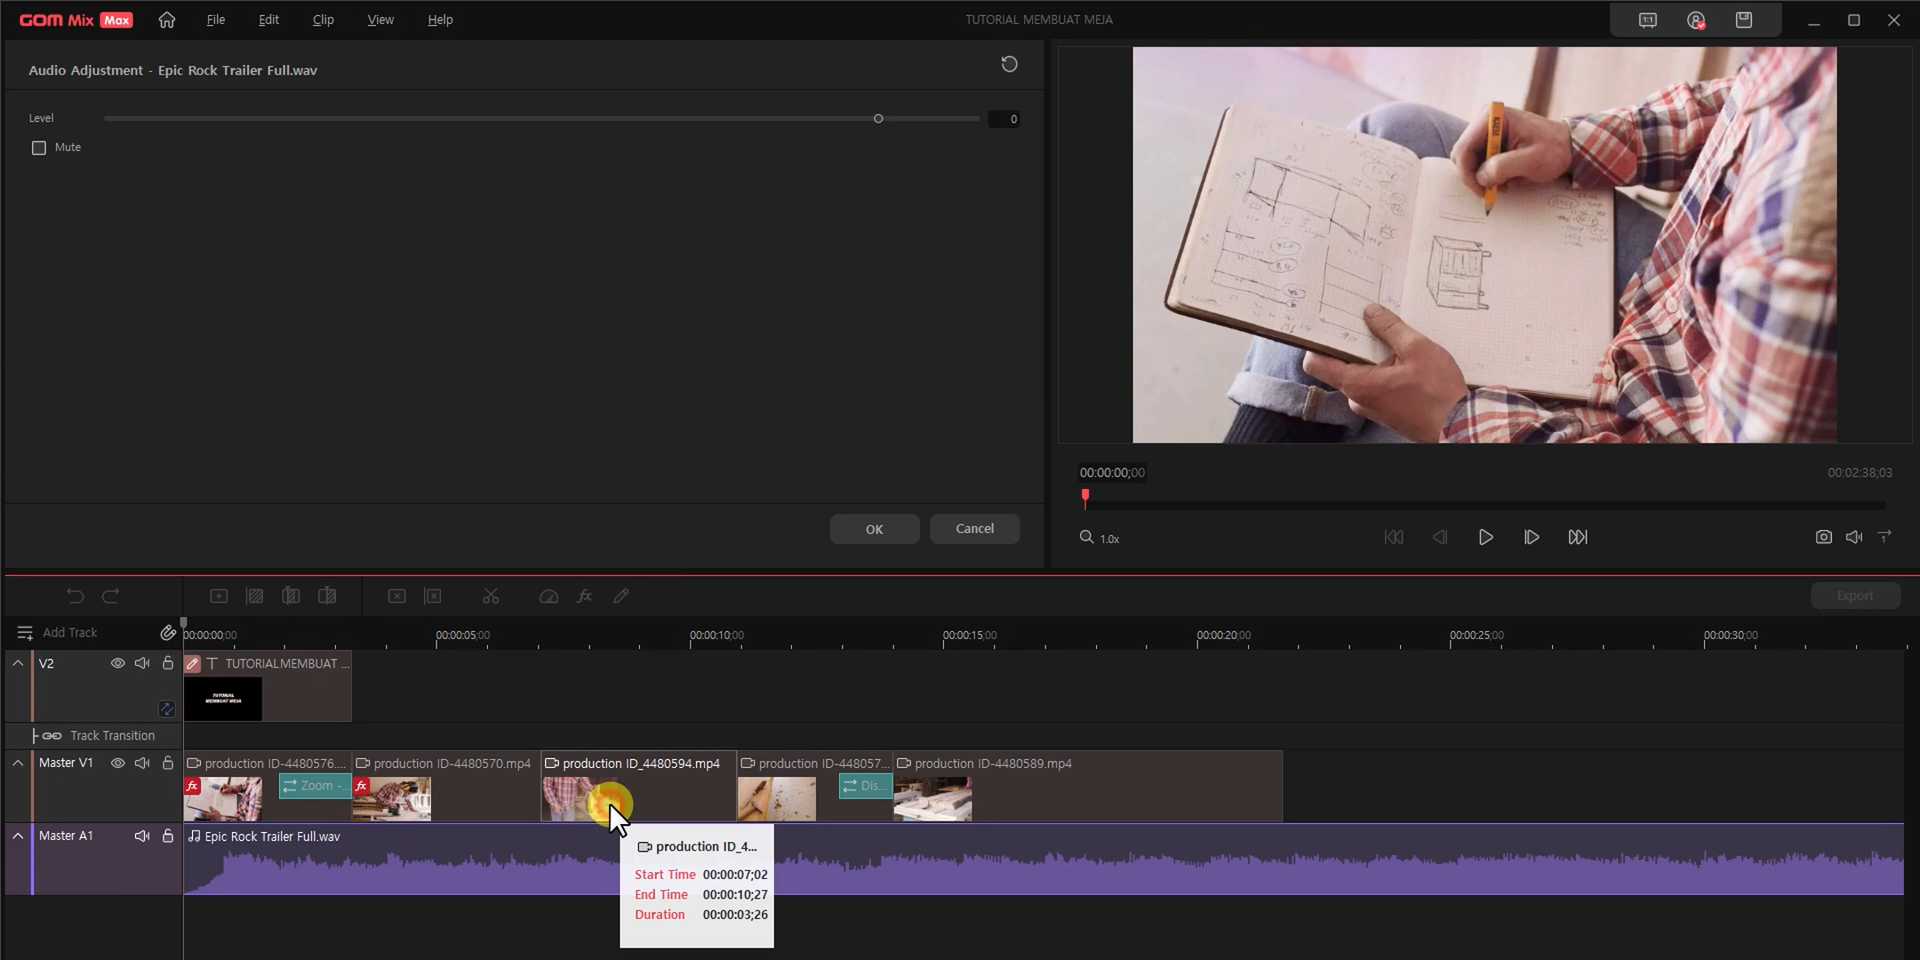 GOM Mix Max
File Edit Clip View Help
TUTORIAL MEMBUAT MEJA
1:1
Audio Adjustment - Epic Rock Trailer Full.wav
Level
0
Mute
OK
Cancel
00:00:00;00
00:02:38;03
1.0x
Export
Add Track
00:00:00;00
00:00:05;00
00:00:10;00
00:00:15;00
00:00:20;00
00:00:25;00
00:00:30;00
V2
TUTORIALMEMBUAT ...
TUTORIAL
MEMBUAT MEJA
Track Transition
Master V1
production ID-4480576....
production ID-4480570.mp4
production ID_4480594.mp4
production ID-448057...
production ID-4480589.mp4
fx
Zoom -...
fx
Dis...
Master A1
Epic Rock Trailer Full.wav
production ID_4...
Start Time 00:00:07;02
End Time 00:00:10;27
Duration 00:00:03;26